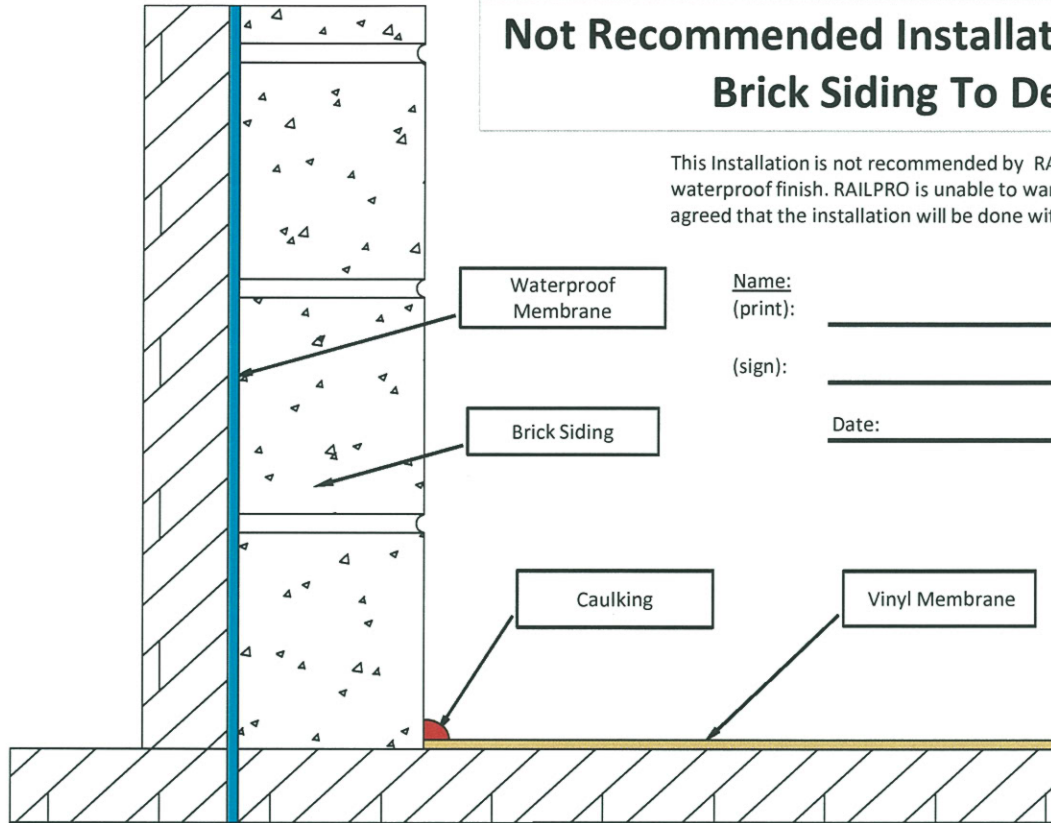 Not Recommended Installat
Brick Siding To De
This Installation is not recommended by RA
waterproof finish. RAILPRO is unable to war
agreed that the installation will be done wit
Waterproof
Membrane
Name:
(print):
(sign):
Brick Siding
Date:
Caulking
Vinyl Membrane